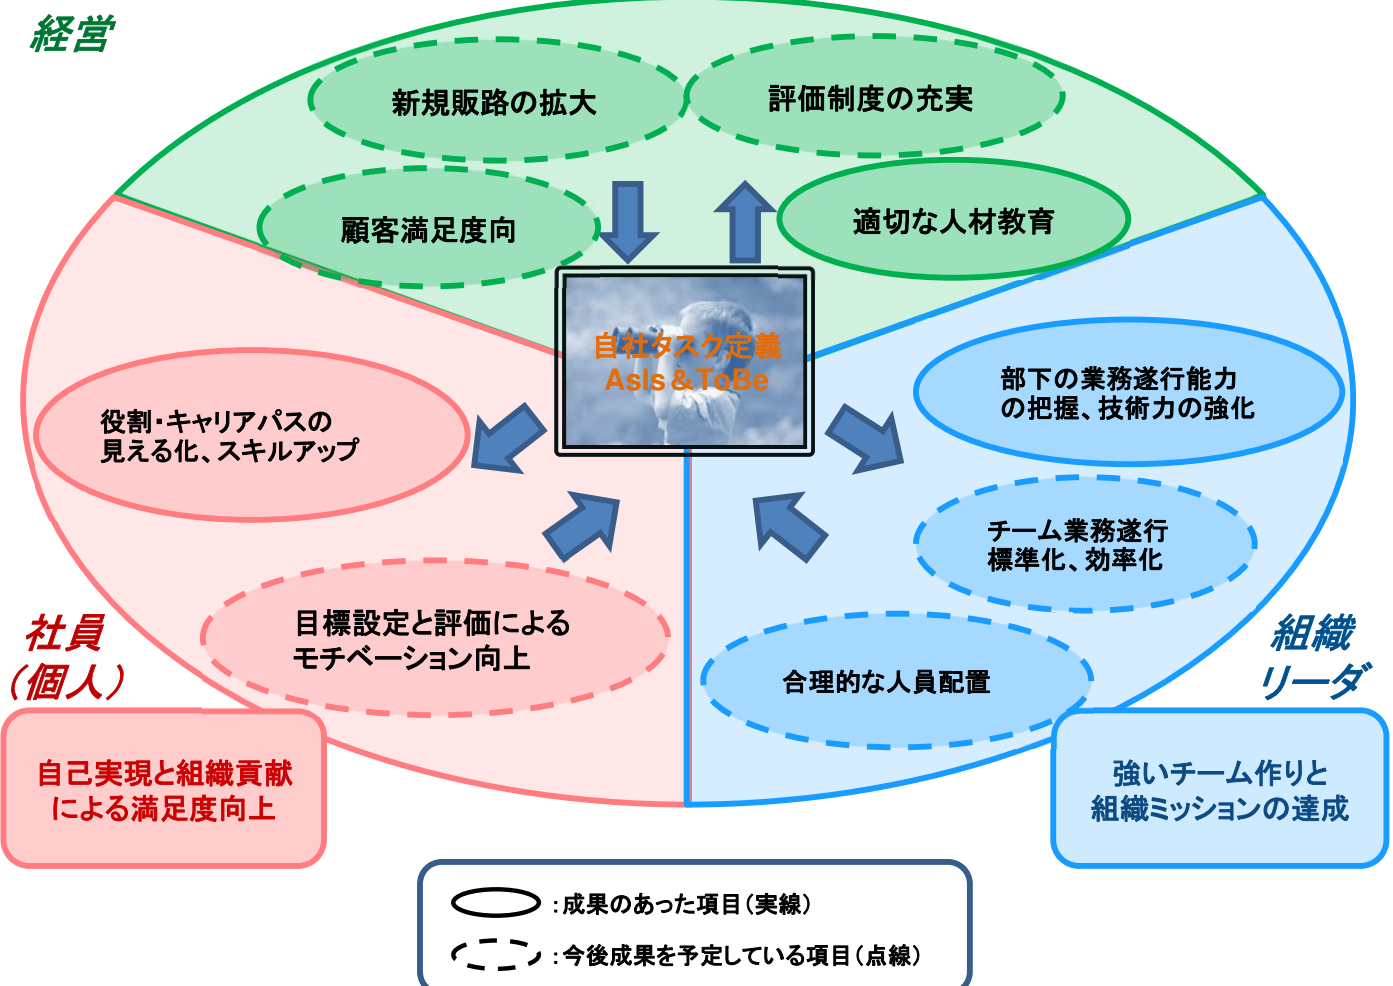 経営
新規販路の拡大
評価制度の充実
顧客満足度向
適切な人材教育
自社タスク定義
AsIs＆ToBe
役割・キャリアパスの
見える化、スキルアップ
部下の業務遂行能力
の把握、技術力の強化
チーム業務遂行
標準化、効率化
目標設定と評価による
モチベーション向上
合理的な人員配置
社員
（個人）
組織
リーダ
自己実現と組織貢献
による満足度向上
強いチーム作りと
組織ミッションの達成
：成果のあった項目（実線）
：今後成果を予定している項目（点線）